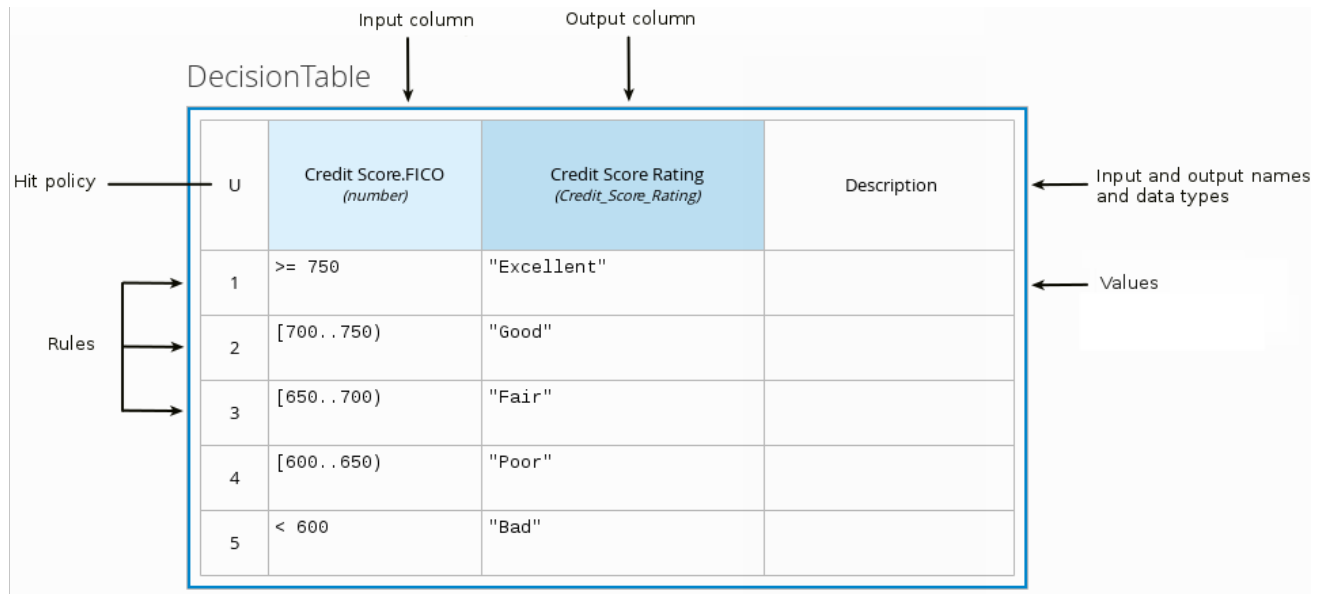 Input column
Output column
DecisionTable
Hit policy
U
Credit Score.FICO
(number)
Credit Score Rating
(Credit_Score_Rating)
Description
Input and output names
and data types
Rules
1
>= 750
"Excellent"
Values
2
[700..750)
"Good"
3
[650..700)
"Fair"
4
[600..650)
"Poor"
5
< 600
"Bad"